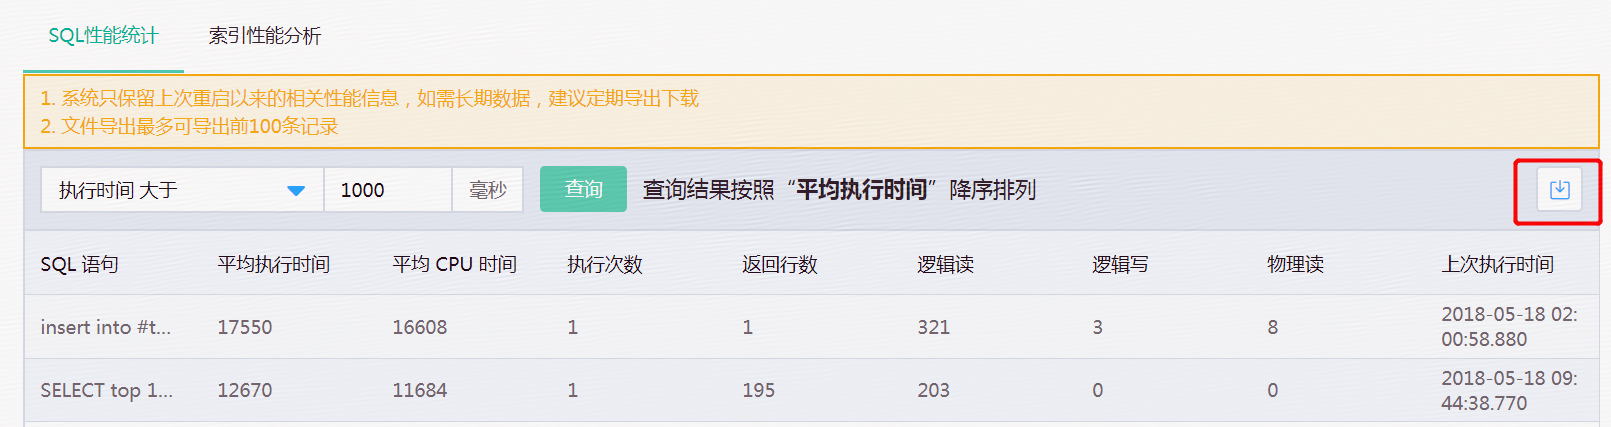 SQL性能统计 索引性能分析
1. 系统只保留上次重启以来的相关性能信息，如需长期数据，建议定期导出下载
2. 文件导出最多可导出前100条记录
执行时间 大于 1000 毫秒 查询 查询结果按照“平均执行时间”降序排列
SQL 语句 平均执行时间 平均 CPU 时间 执行次数 返回行数 逻辑读 逻辑写 物理读 上次执行时间
insert into #t... 17550 16608 1 1 321 3 8 2018-05-18 02:
00:58.880
SELECT top 1... 12670 11684 1 195 203 0 0 2018-05-18 09:
44:38.770